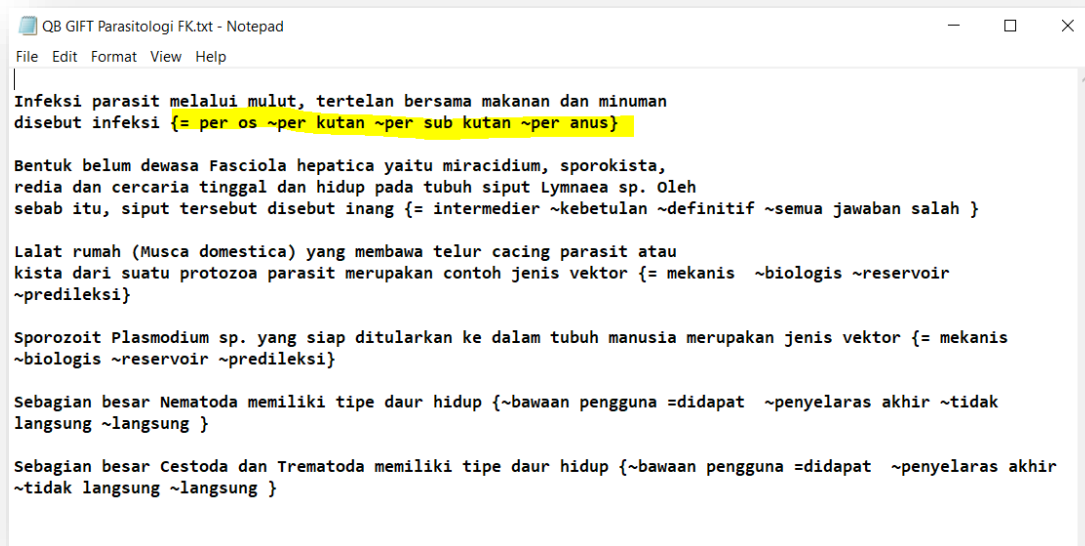 QB GIFT Parasitologi FK.txt - Notepad
File Edit Format View Help
Infeksi parasit melalui mulut, tertelan bersama makanan dan minuman
disebut infeksi {= per os ~per kutan ~per sub kutan ~per anus}
Bentuk belum dewasa Fasciola hepatica yaitu miracidium, sporokista,
redia dan cercaria tinggal dan hidup pada tubuh siput Lymnaea sp. Oleh
sebab itu, siput tersebut disebut inang {= intermedier ~kebetulan ~definitif ~semua jawaban salah }
Lalat rumah (Musca domestica) yang membawa telur cacing parasit atau
kista dari suatu protozoa parasit merupakan contoh jenis vektor {= mekanis  ~biologis ~reservoir
~predileksi}
Sporozoit Plasmodium sp. yang siap ditularkan ke dalam tubuh manusia merupakan jenis vektor {= mekanis
~biologis ~reservoir ~predileksi}
Sebagian besar Nematoda memiliki tipe daur hidup {~bawaan pengguna =didapat  ~penyelaras akhir ~tidak
langsung ~langsung }
Sebagian besar Cestoda dan Trematoda memiliki tipe daur hidup {~bawaan pengguna =didapat  ~penyelaras akhir
~tidak langsung ~langsung }